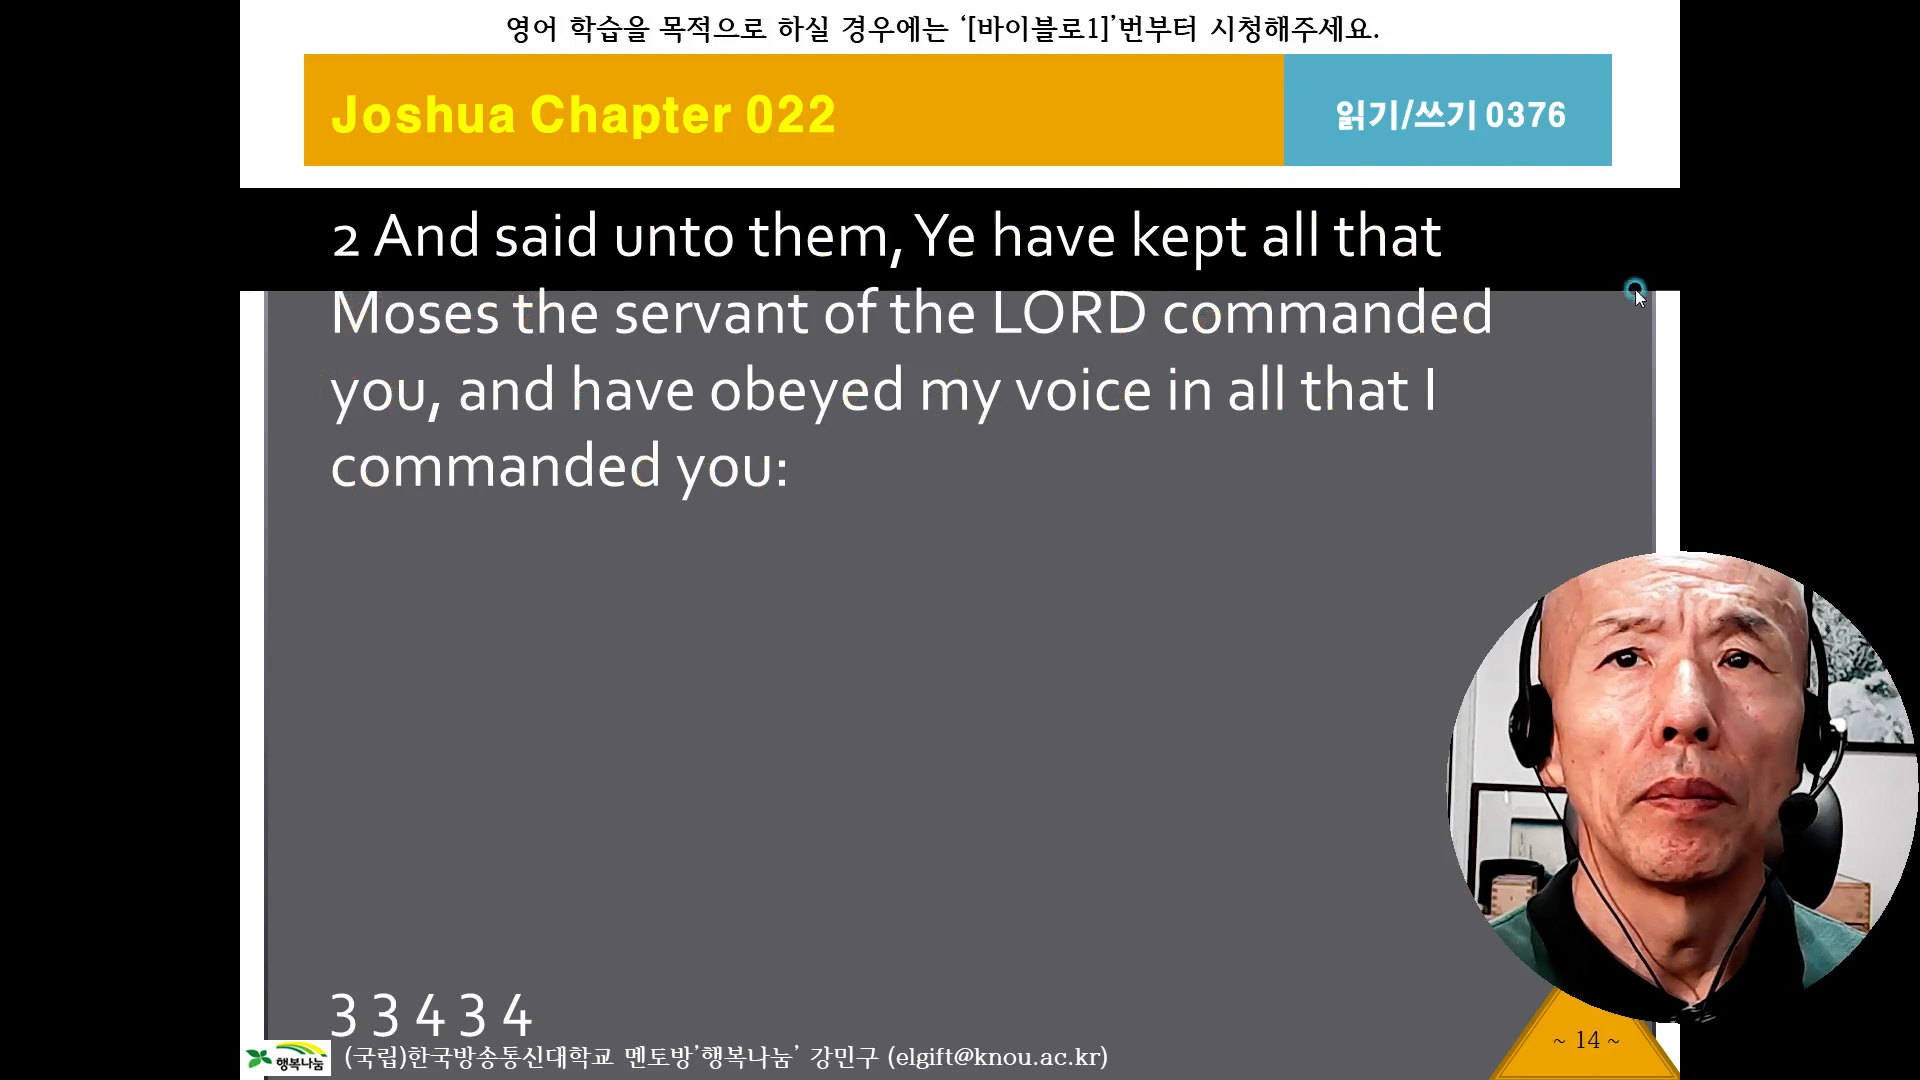 영어 학습을 목적으로 하실 경우에는 ‘[바이블로1]’번부터 시청해주세요.
Joshua Chapter 022
읽기/쓰기 0376
2 And said unto them, Ye have kept all that
Moses the servant of the LORD commanded
you, and have obeyed my voice in all that I
commanded you:
3 3 4 3 4
행복나눔
(국립)한국방송통신대학교 멘토방’행복나눔’ 강민구 (elgift@knou.ac.kr)
~ 14 ~